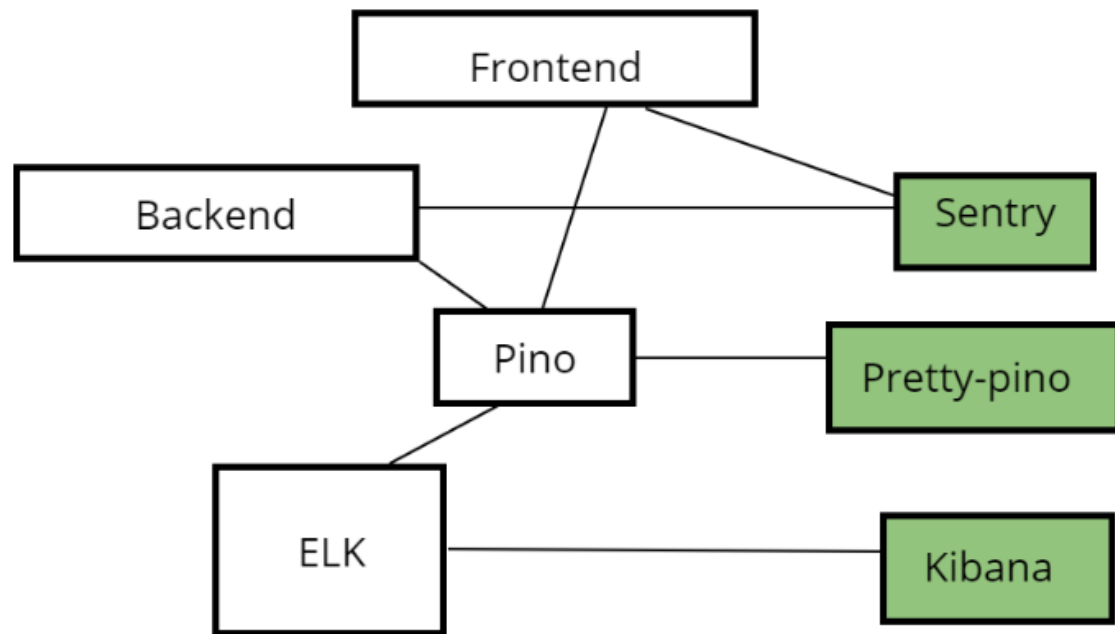 Frontend
Backend
Sentry
Pino
Pretty-pino
ELK
Kibana